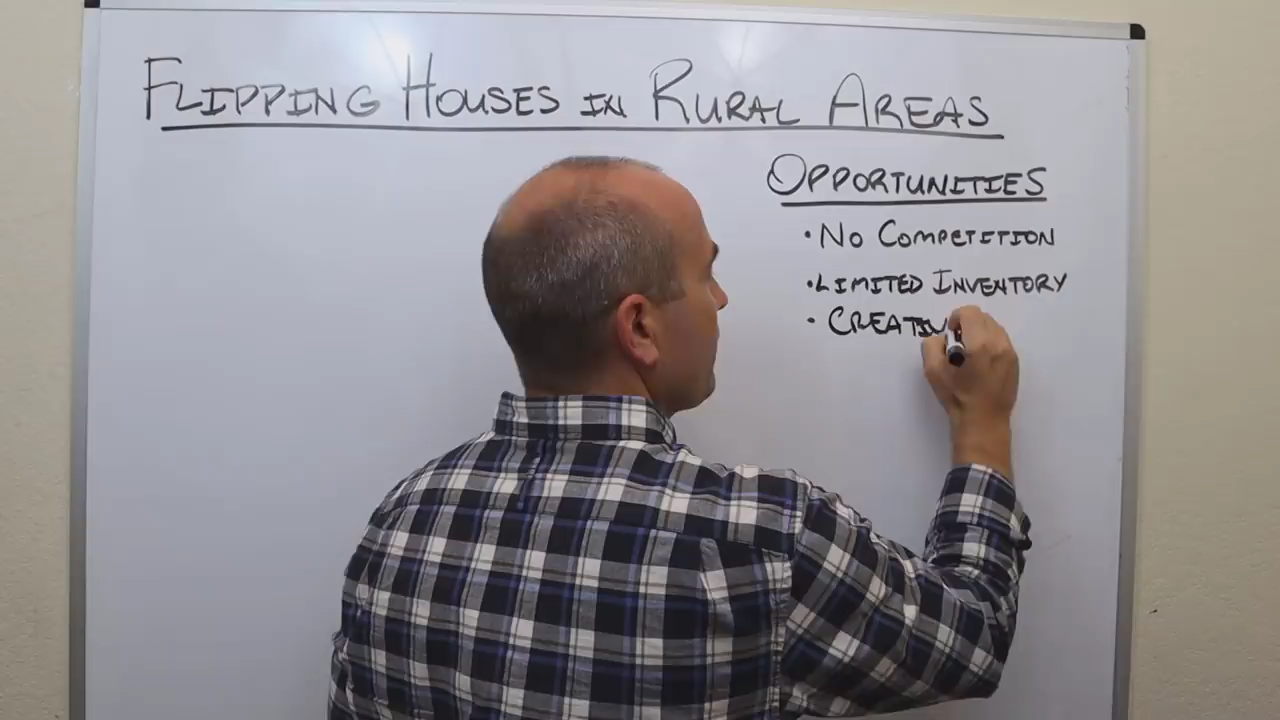 FLIPPING HOUSES IN RURAL AREAS
OPPORTUNITIES
• NO COMPETITION
• LIMITED INVENTORY
• CREATIV